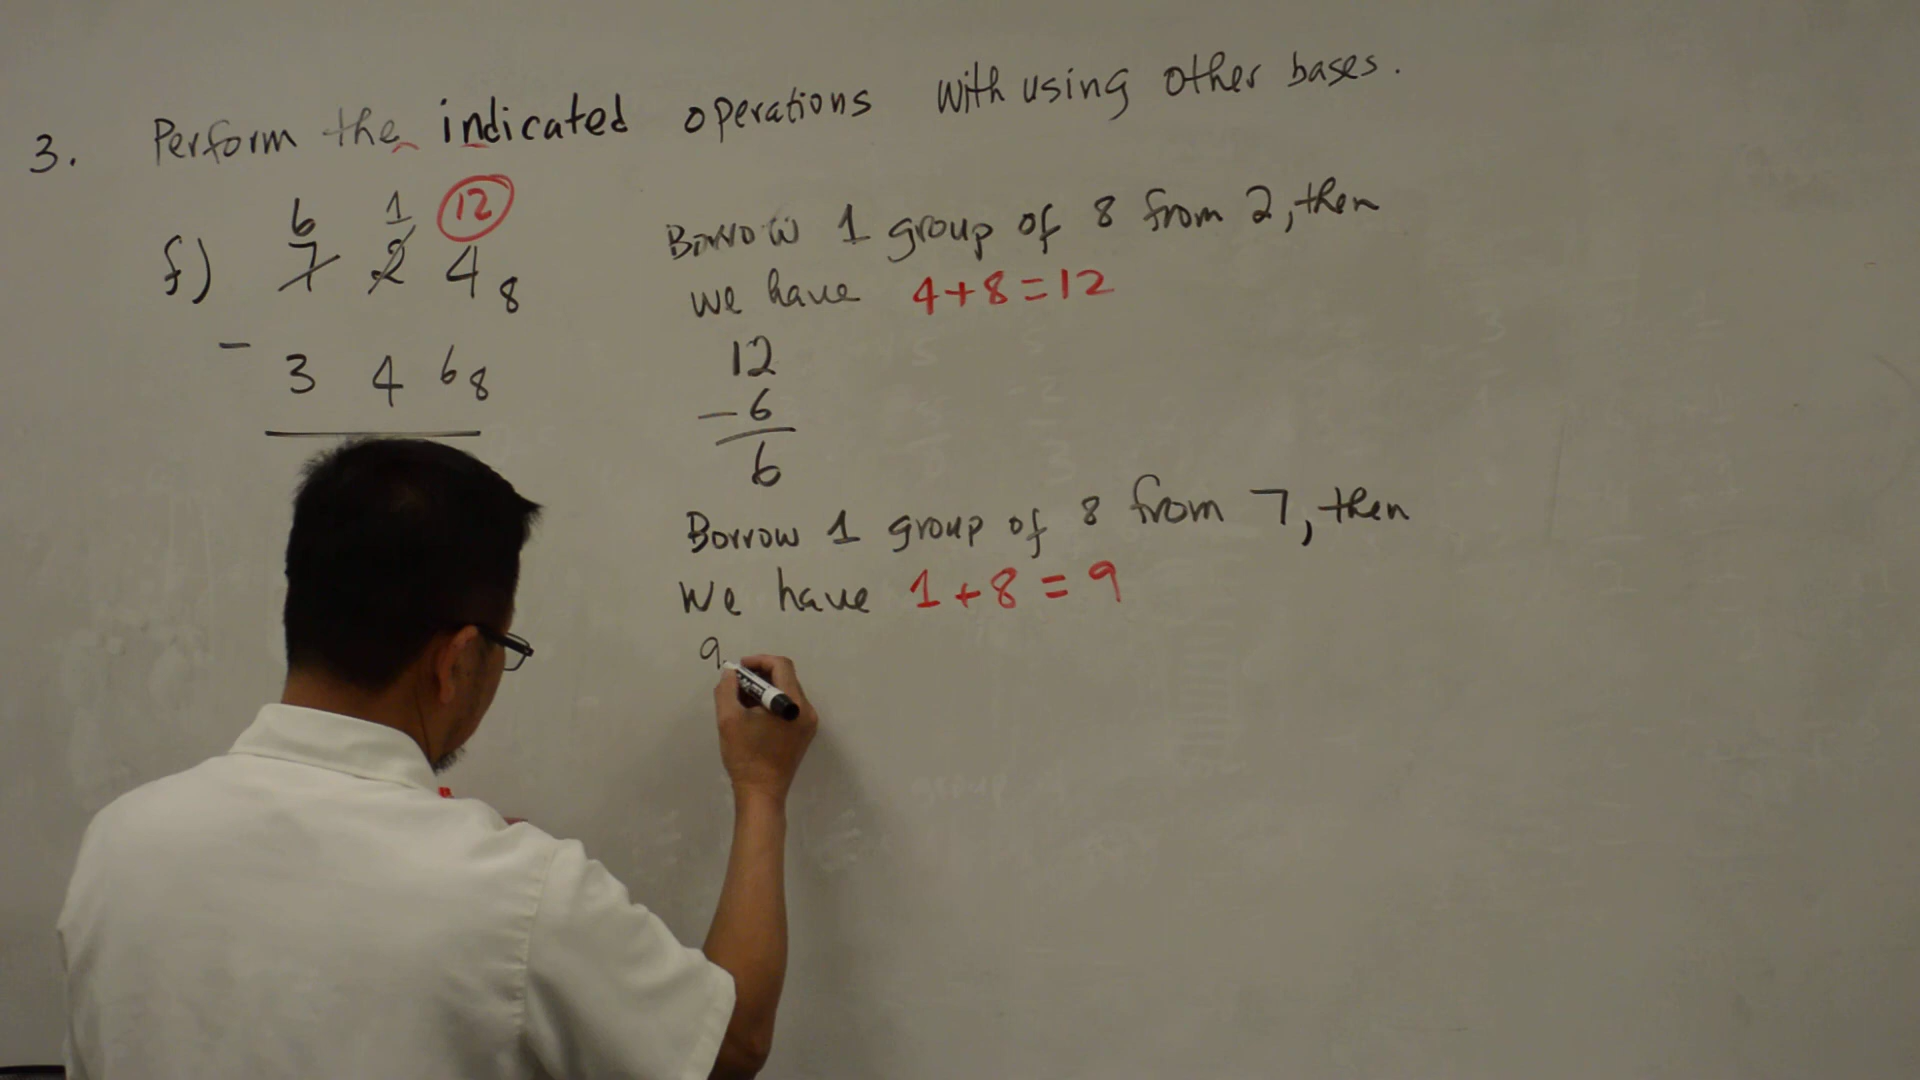 3. Perform the indicated operations with using other bases.
6 1 12
f) 7 2 4 8
- 3 4 6 8
Borrow 1 group of 8 from 2, then
we have 4+8=12
12
-6
6
Borrow 1 group of 8 from 7, then
we have 1+8=9
9